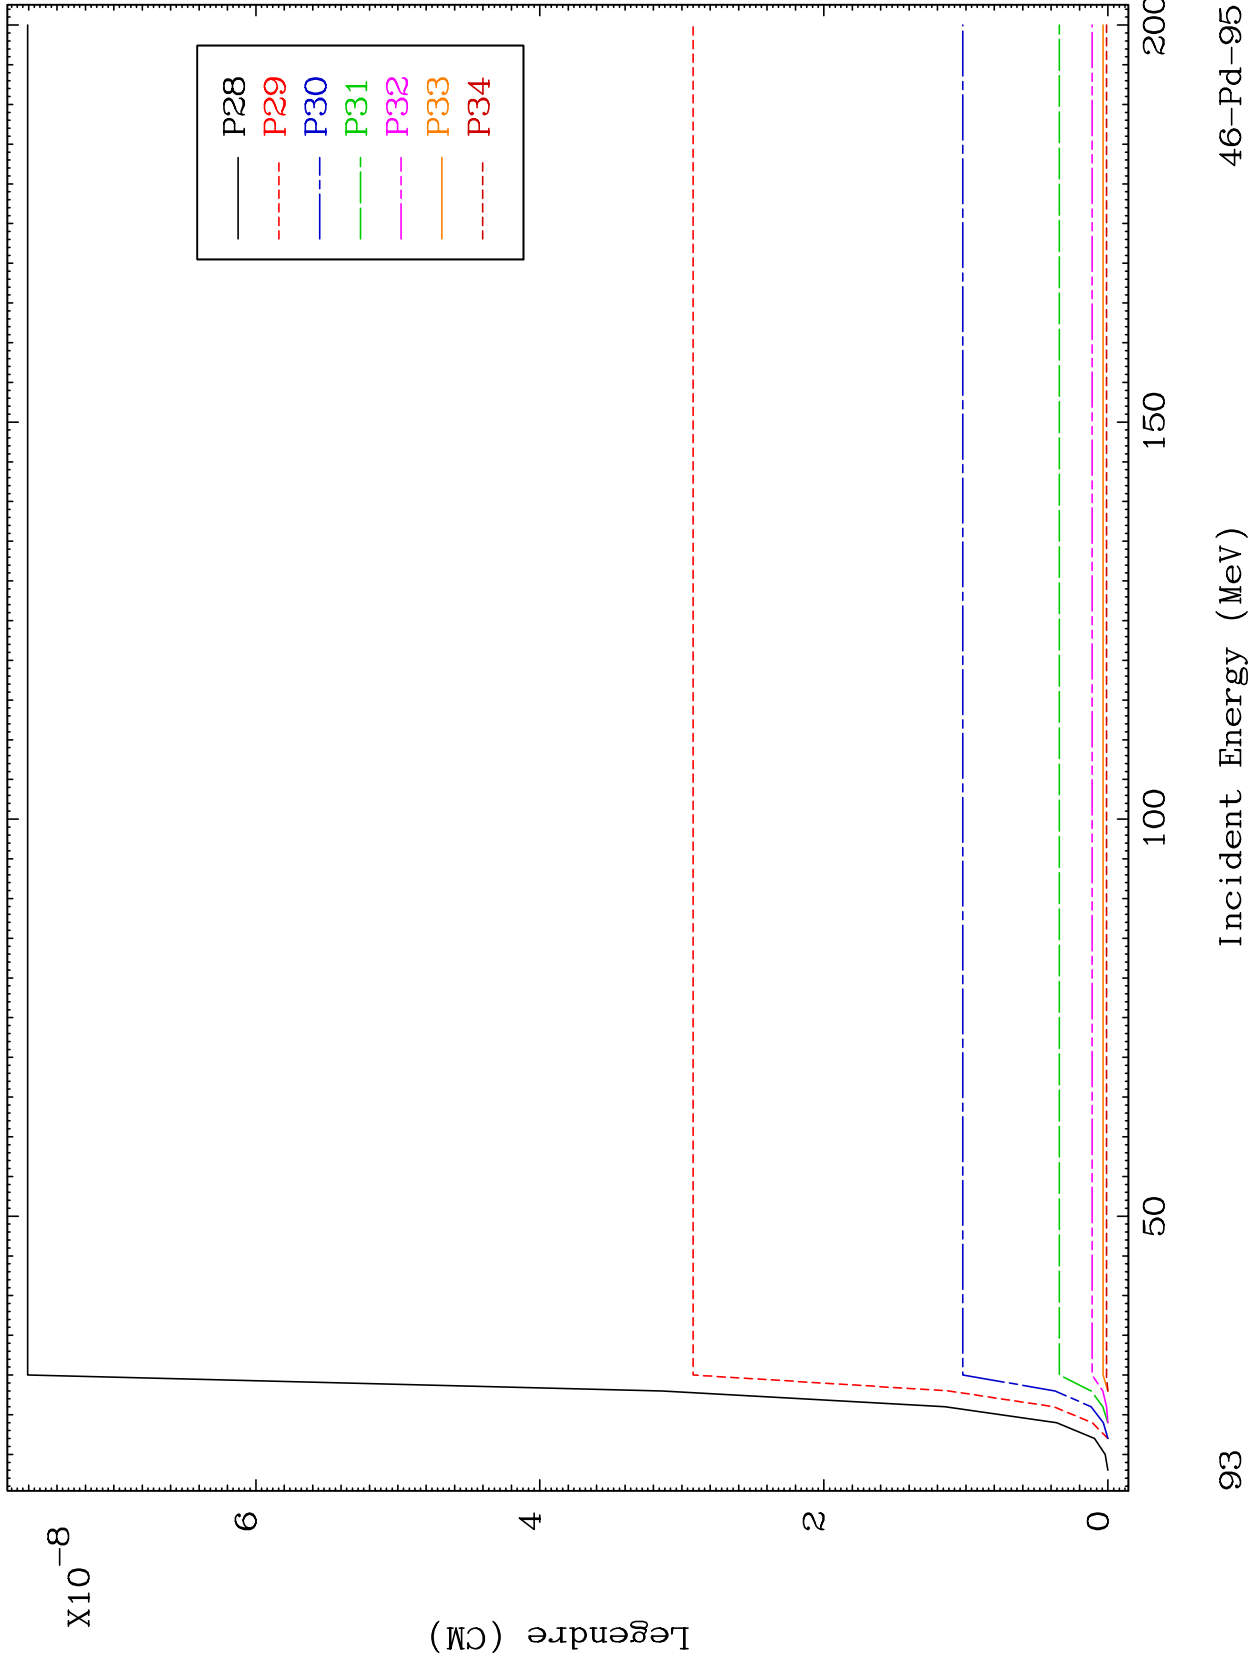 X10-8
6
4
2
0
Legendre (CM)
P28
P29
P30
P31
P32
P33
P34
50
100
150
200
Incident Energy (MeV)
93
46-Pd-95